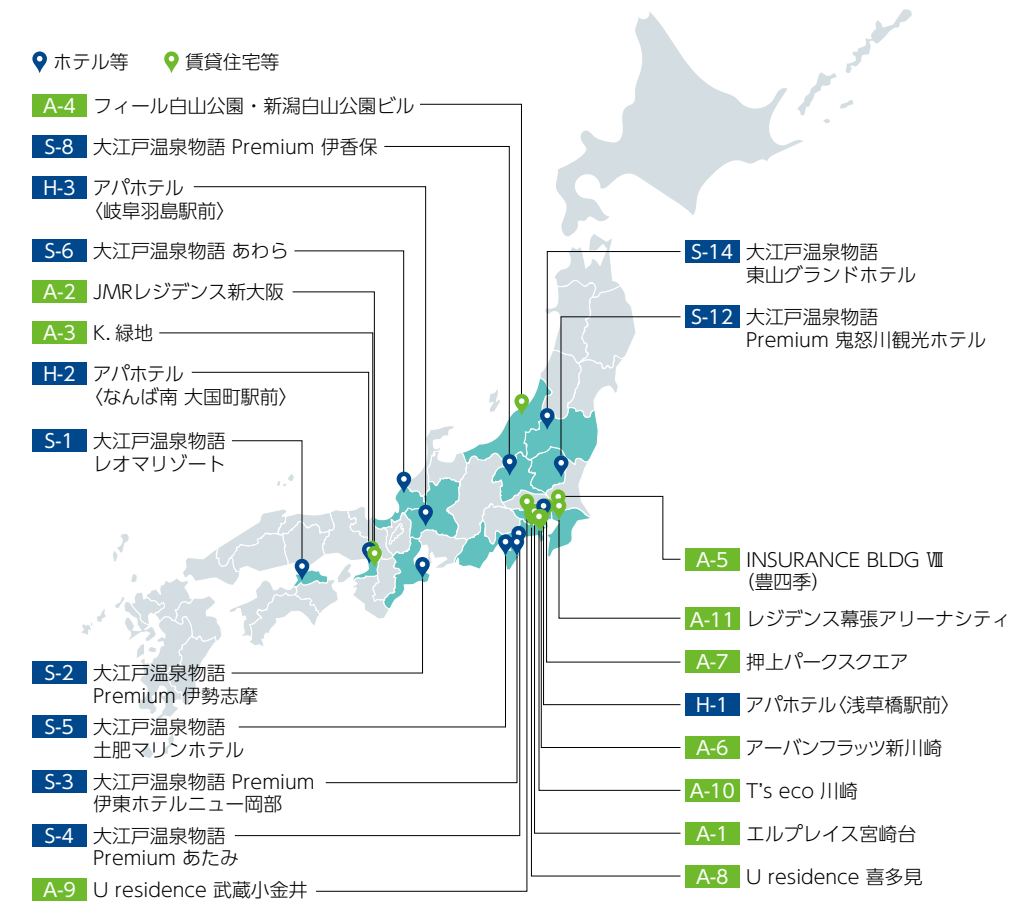 ホテル等
賃貸住宅等
A-4 フィール白山公園・新潟白山公園ビル
S-8 大江戸温泉物語 Premium 伊香保
H-3 アパホテル
〈岐阜羽島駅前〉
S-6 大江戸温泉物語 あわら
A-2 JMRレジデンス新大阪
A-3 K. 緑地
H-2 アパホテル
〈なんば南 大国町駅前〉
S-1 大江戸温泉物語
レオマリゾート
S-2 大江戸温泉物語
Premium 伊勢志摩
S-5 大江戸温泉物語
土肥マリンホテル
S-3 大江戸温泉物語 Premium
伊東ホテルニュー岡部
S-4 大江戸温泉物語
Premium あたみ
A-9 U residence 武蔵小金井
S-14 大江戸温泉物語
東山グランドホテル
S-12 大江戸温泉物語
Premium 鬼怒川観光ホテル
A-5 INSURANCE BLDG Ⅷ
(豊四季)
A-11 レジデンス幕張アリーナシティ
A-7 押上パークスクエア
H-1 アパホテル〈浅草橋駅前〉
A-6 アーバンフラッツ新川崎
A-10 T's eco 川崎
A-1 エルプレイス宮崎台
A-8 U residence 喜多見